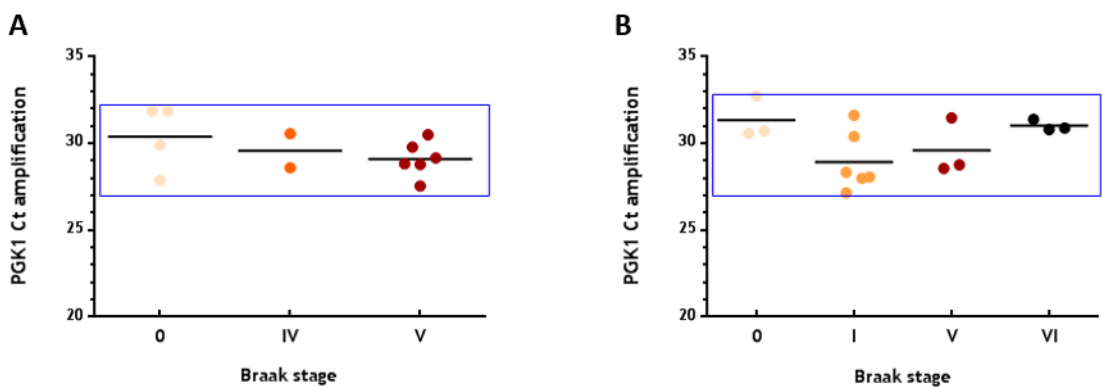 A
PGK1 Ct amplification
35
30
25
20
0 IV V
Braak stage
B
PGK1 Ct amplification
35
30
25
20
0 I V VI
Braak stage